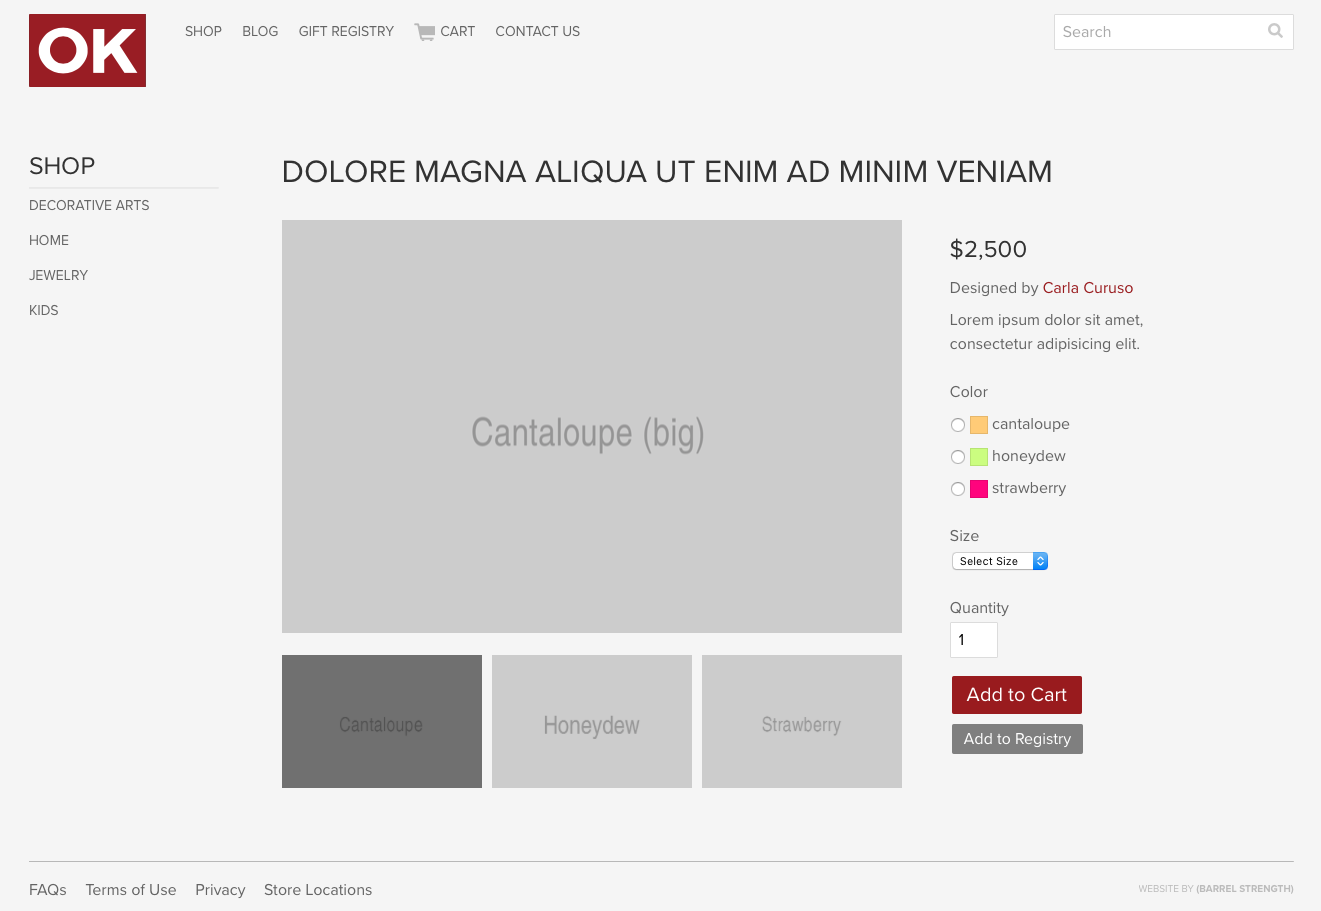 OK
SHOP BLOG GIFT REGISTRY CART CONTACT US
Search
SHOP
DECORATIVE ARTS
HOME
JEWELRY
KIDS
DOLORE MAGNA ALIQUA UT ENIM AD MINIM VENIAM
Cantaloupe (big)
Cantaloupe
Honeydew
Strawberry
$2,500
Designed by Carla Curuso
Lorem ipsum dolor sit amet,
consectetur adipisicing elit.
Color
cantaloupe
honeydew
strawberry
Size
Select Size
Quantity
1
Add to Cart
Add to Registry
FAQs Terms of Use Privacy Store Locations
WEBSITE BY (BARREL STRENGTH)